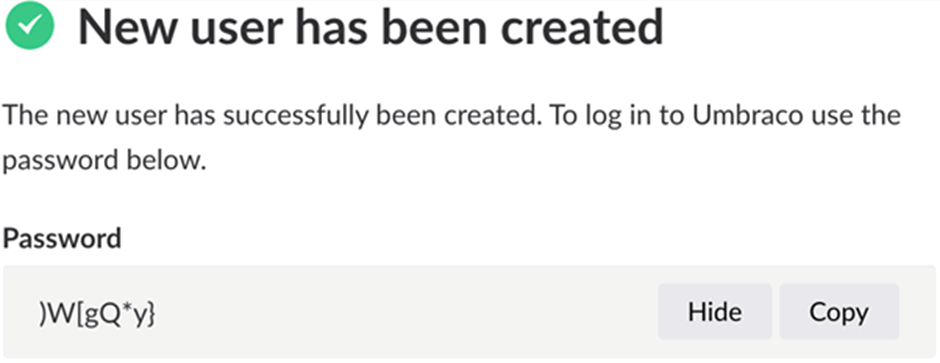 New user has been created
The new user has successfully been created. To log in to Umbraco use the
password below.
Password
)W[gQ*y}
Hide
Copy